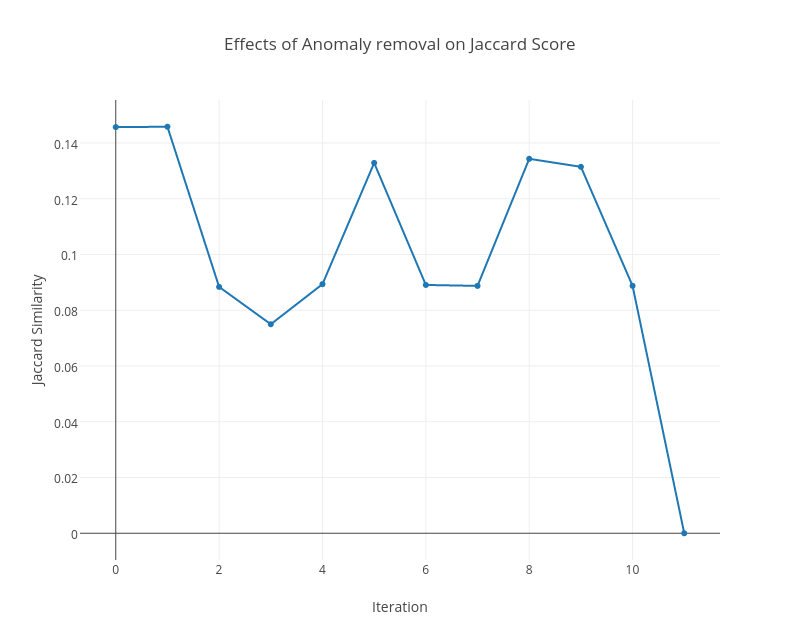 Effects of Anomaly removal on Jaccard Score
Jaccard Similarity
0.14
0.12
0.1
0.08
0.06
0.04
0.02
0
0 2 4 6 8 10
Iteration